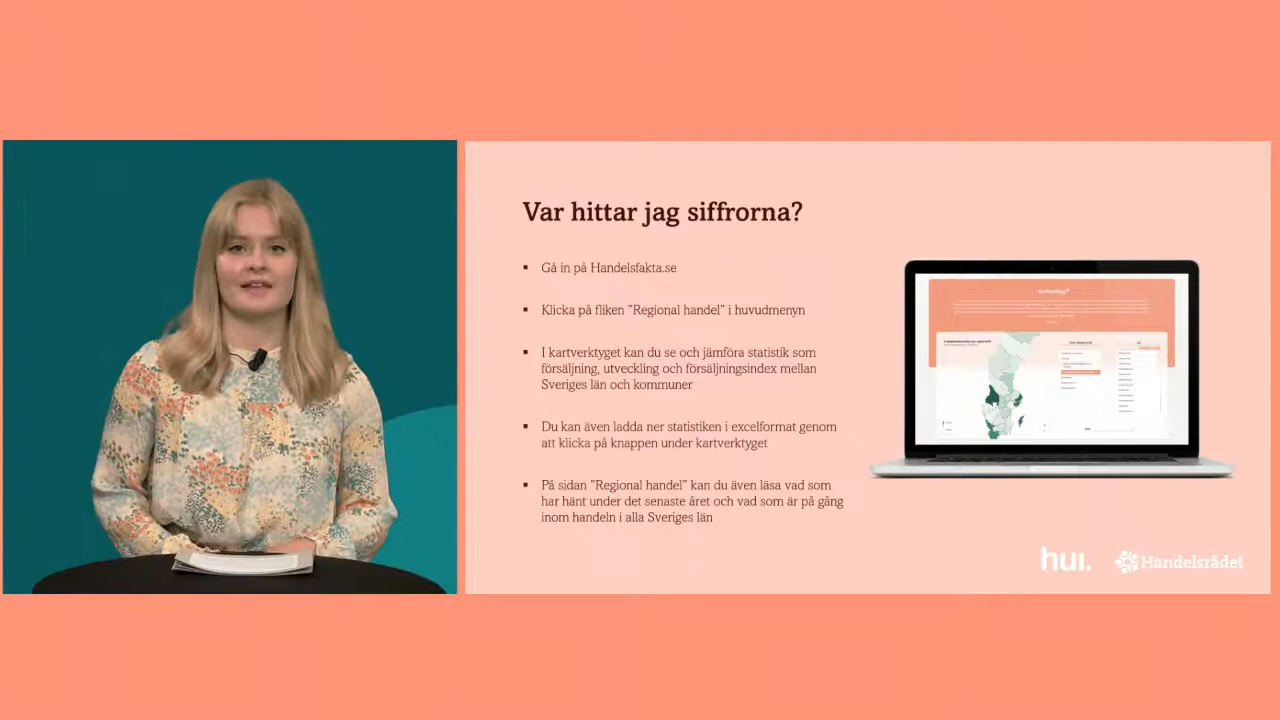 Var hittar jag siffrorna?
▪ Gå in på Handelsfakta.se
▪ Klicka på fliken ”Regional handel” i huvudmenyn
▪ I kartverktyget kan du se och jämföra statistik som
försäljning, utveckling och försäljningsindex mellan
Sveriges län och kommuner
▪ Du kan även ladda ner statistiken i excelformat genom
att klicka på knappen under kartverktyget
▪ På sidan ”Regional handel” kan du även läsa vad som
har hänt under det senaste året och vad som är på gång
inom handeln i alla Sveriges län
hui.
Handelsrådet